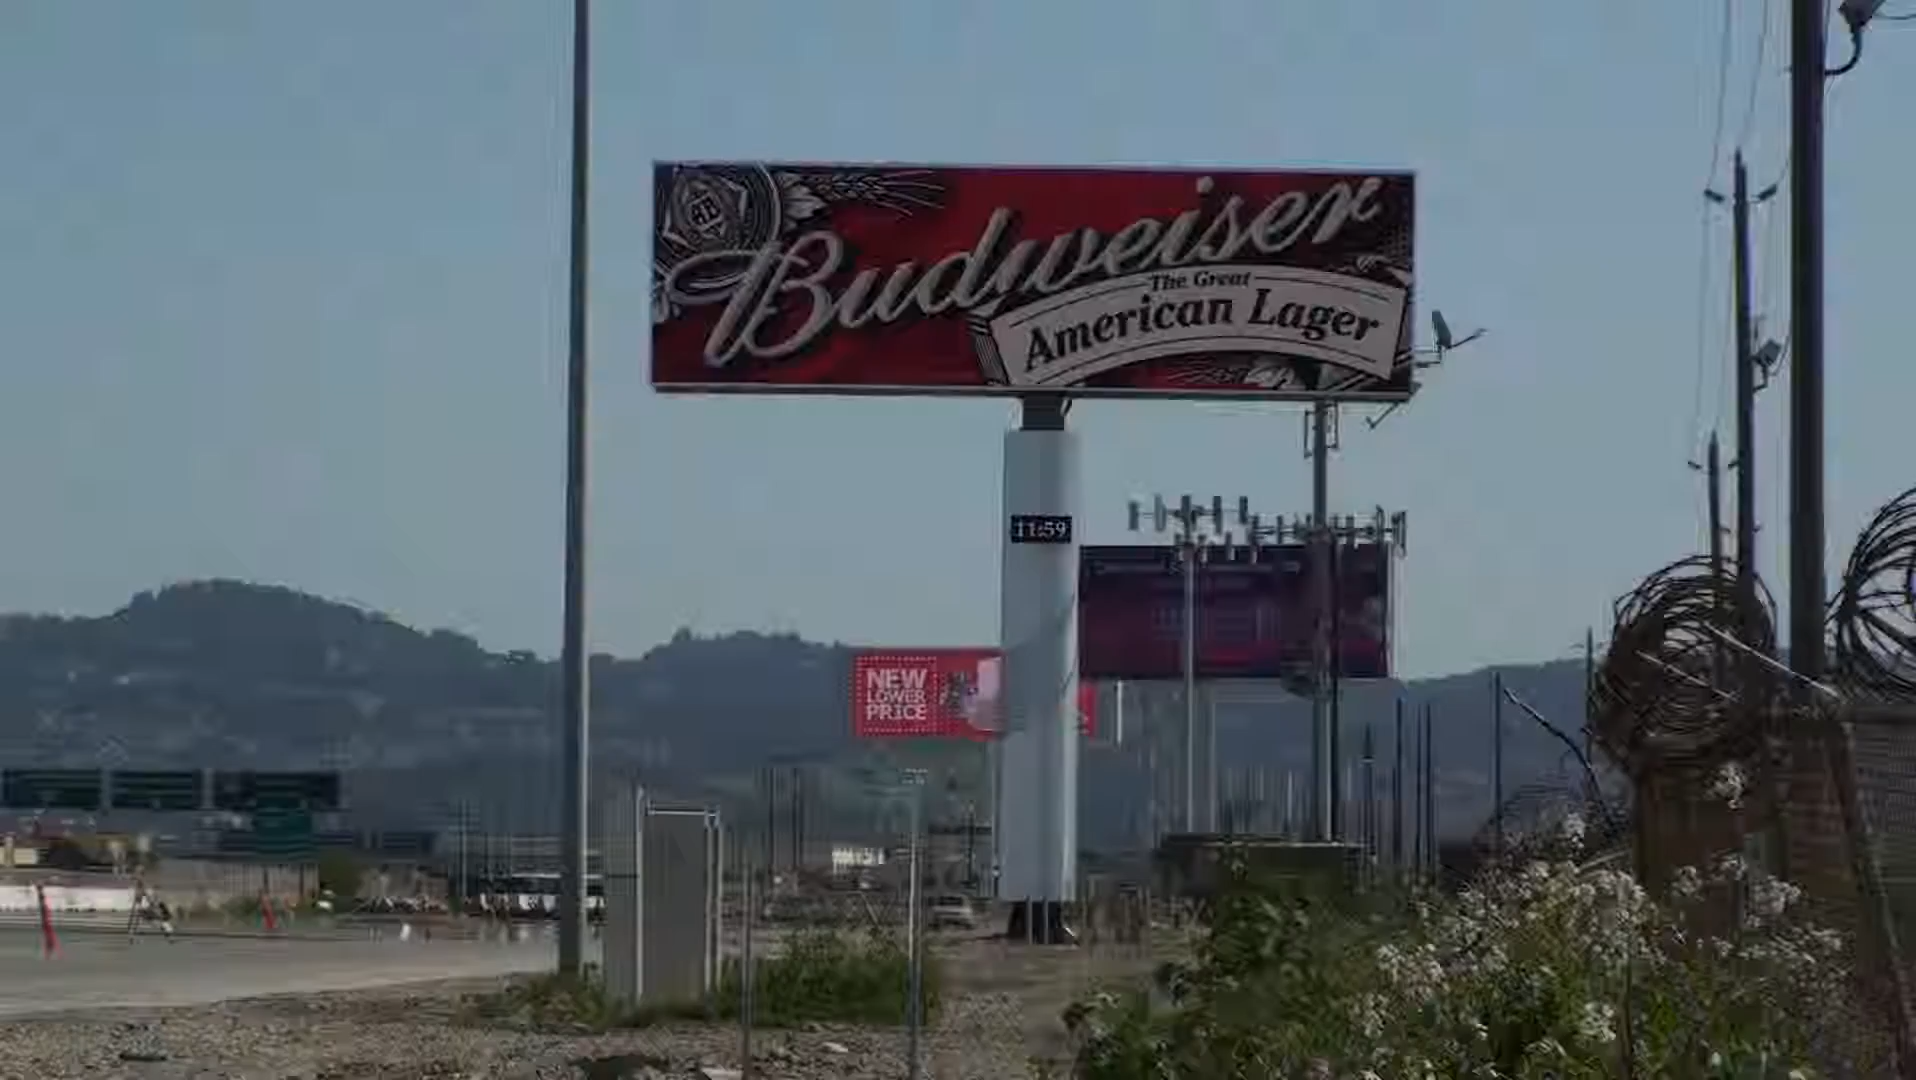 Budweiser
The Great
American Lager
11:59
NEW
LOWER
PRICE